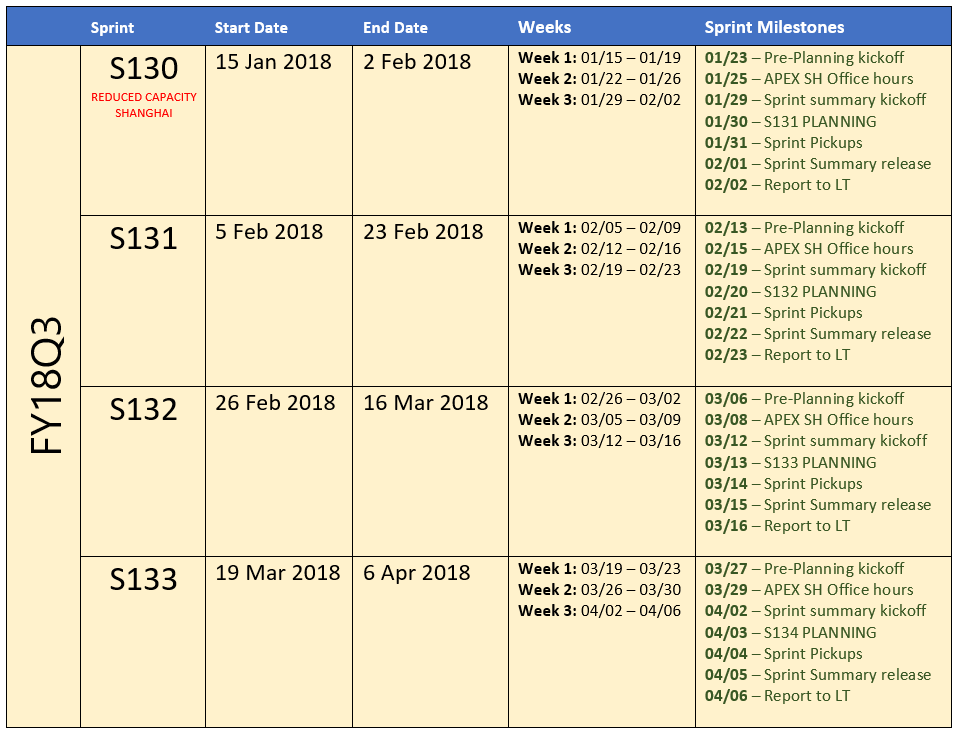 Sprint Start Date End Date Weeks Sprint Milestones
FY18Q3
S130
REDUCED CAPACITY
SHANGHAI
15 Jan 2018
2 Feb 2018
Week 1: 01/15 – 01/19
Week 2: 01/22 – 01/26
Week 3: 01/29 – 02/02
01/23 – Pre-Planning kickoff
01/25 – APEX SH Office hours
01/29 – Sprint summary kickoff
01/30 – S131 PLANNING
01/31 – Sprint Pickups
02/01 – Sprint Summary release
02/02 – Report to LT
S131
5 Feb 2018
23 Feb 2018
Week 1: 02/05 – 02/09
Week 2: 02/12 – 02/16
Week 3: 02/19 – 02/23
02/13 – Pre-Planning kickoff
02/15 – APEX SH Office hours
02/19 – Sprint summary kickoff
02/20 – S132 PLANNING
02/21 – Sprint Pickups
02/22 – Sprint Summary release
02/23 – Report to LT
S132
26 Feb 2018
16 Mar 2018
Week 1: 02/26 – 03/02
Week 2: 03/05 – 03/09
Week 3: 03/12 – 03/16
03/06 – Pre-Planning kickoff
03/08 – APEX SH Office hours
03/12 – Sprint summary kickoff
03/13 – S133 PLANNING
03/14 – Sprint Pickups
03/15 – Sprint Summary release
03/16 – Report to LT
S133
19 Mar 2018
6 Apr 2018
Week 1: 03/19 – 03/23
Week 2: 03/26 – 03/30
Week 3: 04/02 – 04/06
03/27 – Pre-Planning kickoff
03/29 – APEX SH Office hours
04/02 – Sprint summary kickoff
04/03 – S134 PLANNING
04/04 – Sprint Pickups
04/05 – Sprint Summary release
04/06 – Report to LT